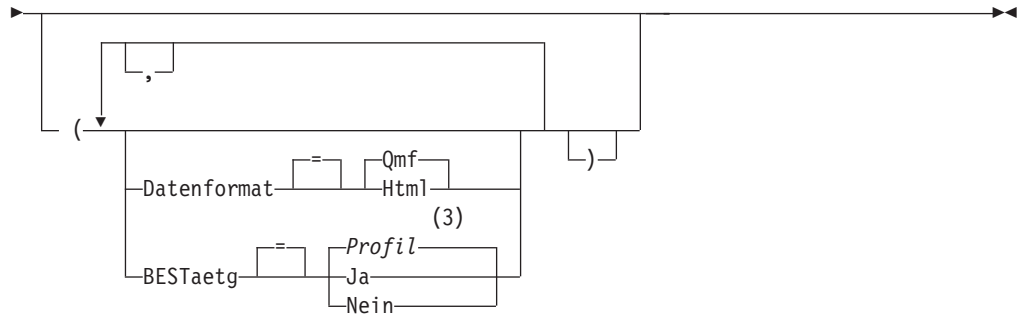 ,
(
)
= Qmf
Datenformat Html
(3)
= Profil
BESTaetg Ja
Nein